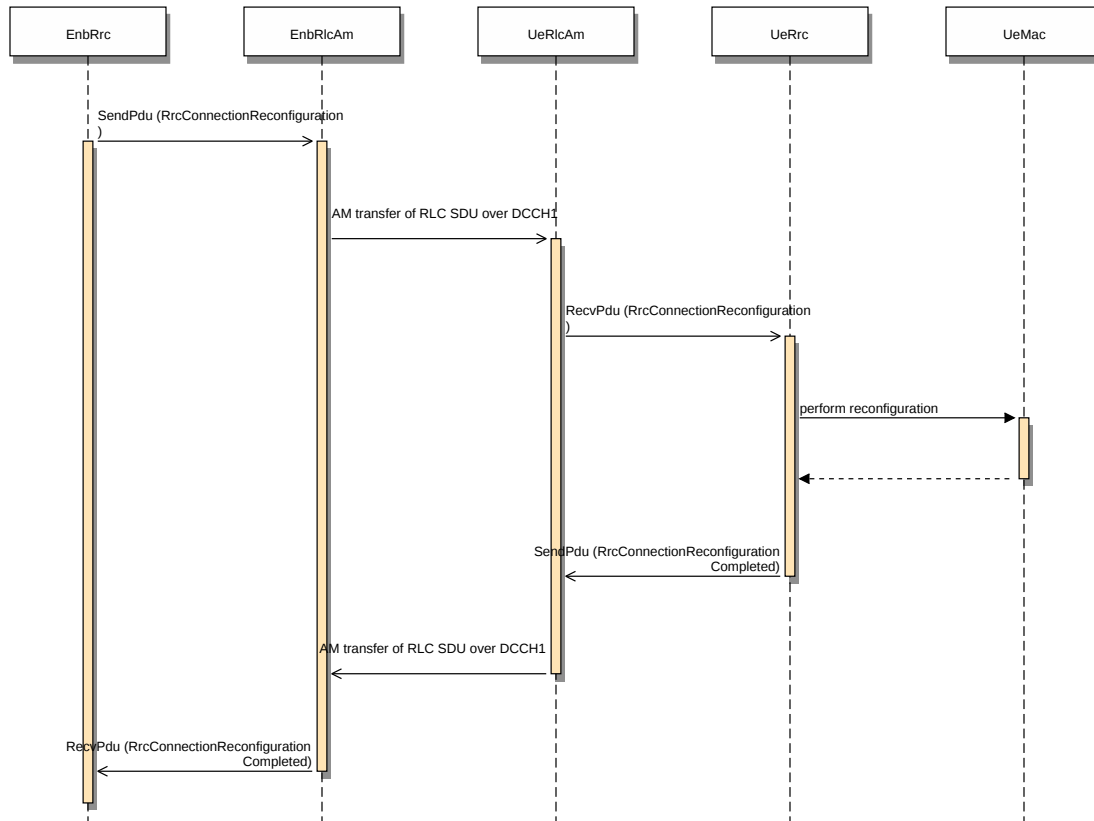 EnbRrc
EnbRlcAm
UeRlcAm
UeRrc
UeMac
SendPdu (RrcConnectionReconfiguration
)
AM transfer of RLC SDU over DCCH1
RecvPdu (RrcConnectionReconfiguration
)
perform reconfiguration
SendPdu (RrcConnectionReconfiguration
Completed)
AM transfer of RLC SDU over DCCH1
RecvPdu (RrcConnectionReconfiguration
Completed)